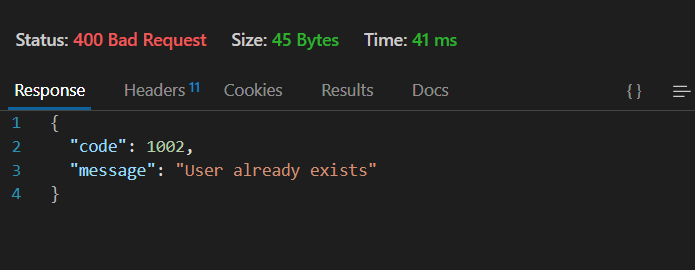 Status: 400 Bad Request Size: 45 Bytes Time: 41 ms
Response Headers 11 Cookies Results Docs {}
1 {
2 "code": 1002,
3 "message": "User already exists"
4 }